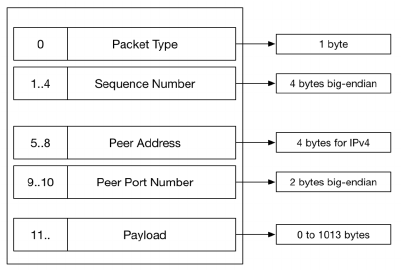 0 Packet Type 1 byte
1..4 Sequence Number 4 bytes big-endian
5..8 Peer Address 4 bytes for IPv4
9..10 Peer Port Number 2 bytes big-endian
11.. Payload 0 to 1013 bytes